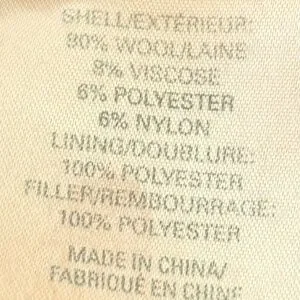 SHELL/EXTÉRIEUR:
80% WOOL/LAINE
8% VISCOSE
6% POLYESTER
6% NYLON
LINING/DOUBLURE:
100% POLYESTER
FILLER/REMBOURRAGE:
100% POLYESTER
MADE IN CHINA/
FABRIQUÉ EN CHINE